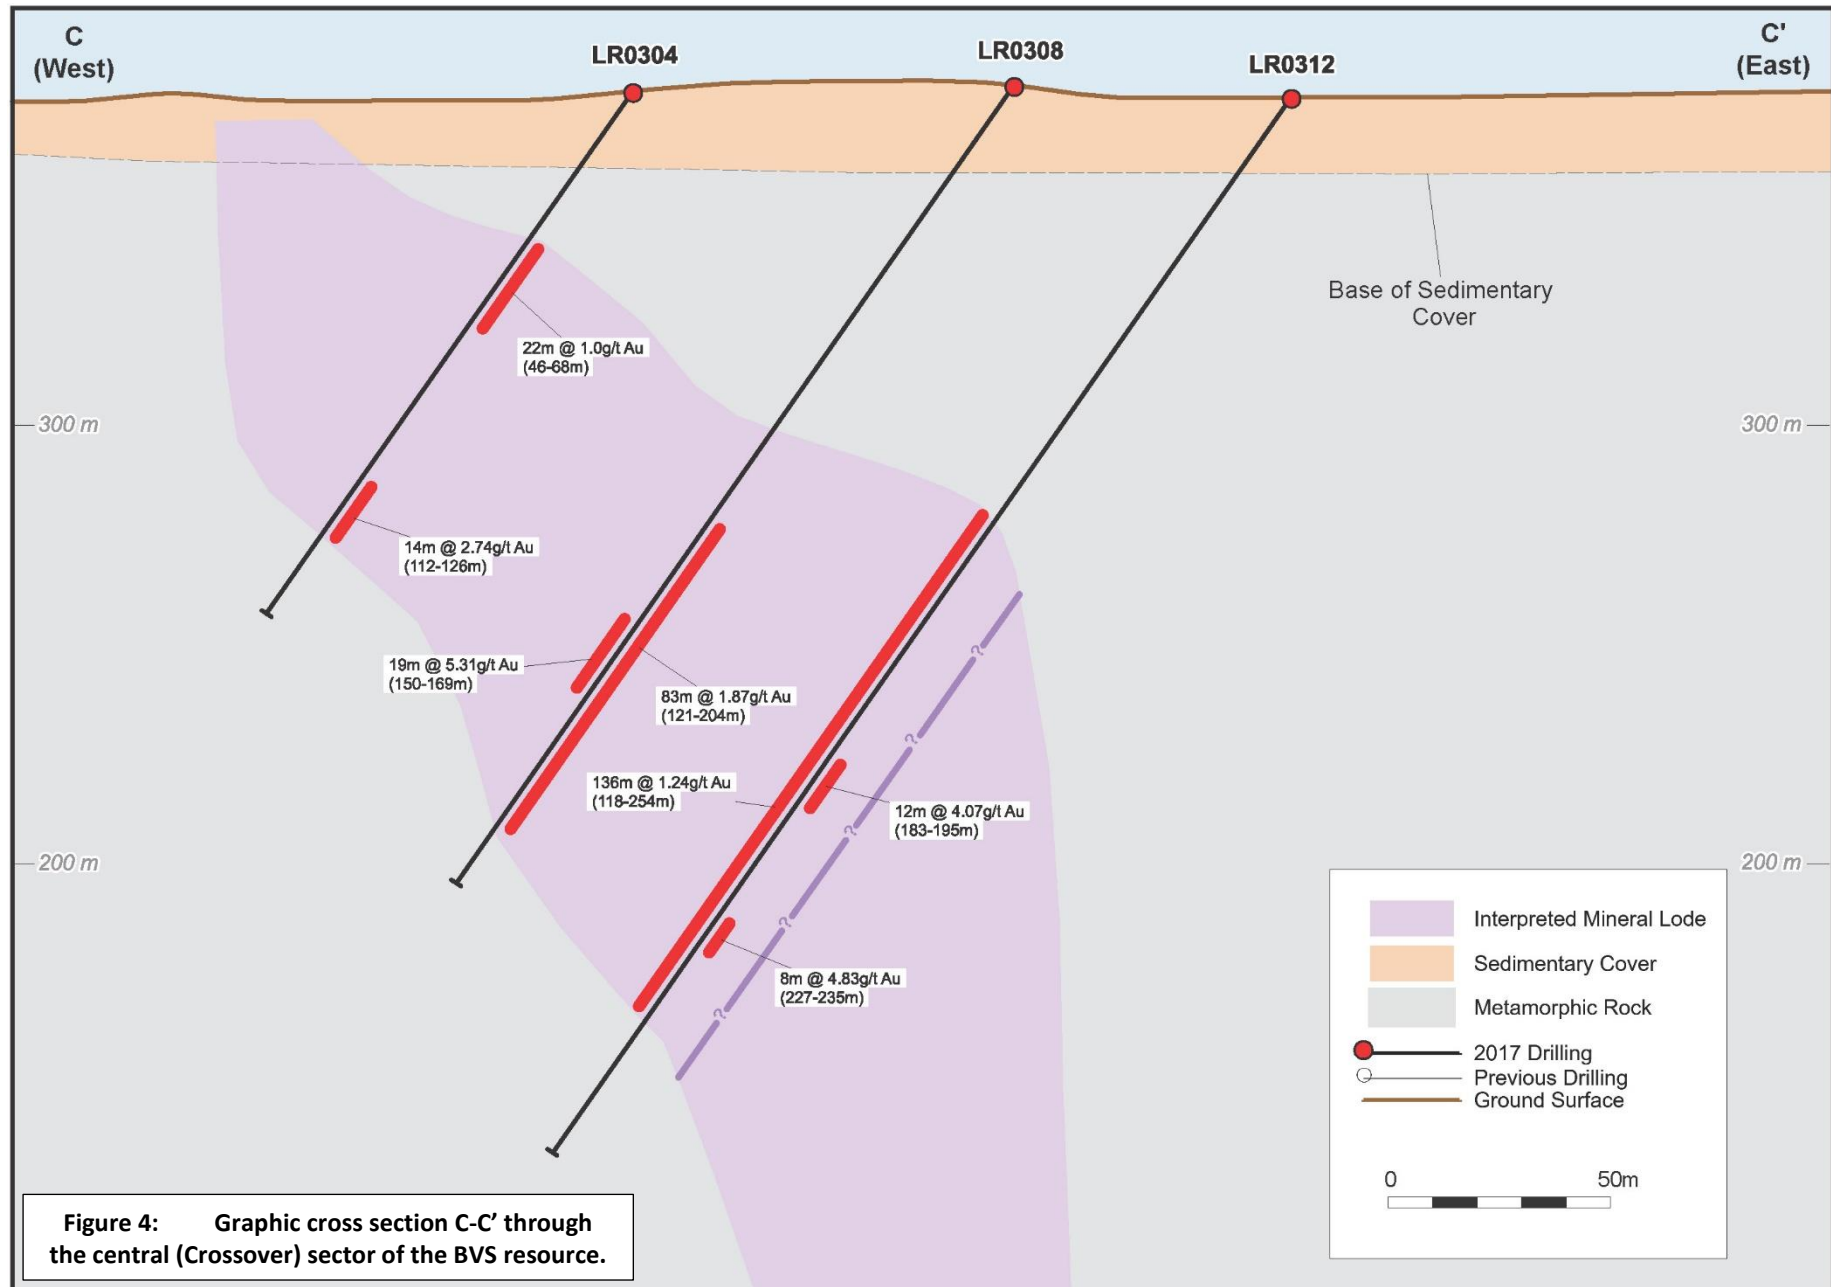 C
(West)
LR0304
LR0308
LR0312
C'
(East)
Base of Sedimentary
Cover
22m @ 1.0g/t Au
(46-68m)
300 m
300 m
14m @ 2.74g/t Au
(112-126m)
19m @ 5.31g/t Au
(150-169m)
83m @ 1.87g/t Au
(121-204m)
136m @ 1.24g/t Au
(118-254m)
12m @ 4.07g/t Au
(183-195m)
8m @ 4.83g/t Au
(227-235m)
?
?
?
?
?
200 m
200 m
Interpreted Mineral Lode
Sedimentary Cover
Metamorphic Rock
2017 Drilling
Previous Drilling
Ground Surface
0 50m
Figure 4: Graphic cross section C-C’ through
the central (Crossover) sector of the BVS resource.